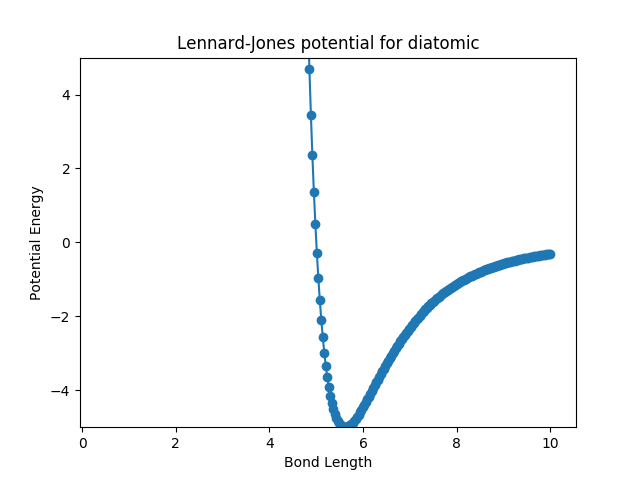 Lennard-Jones potential for diatomic
4
2
0
−2
−4
Potential Energy
0 2 4 6 8 10
Bond Length